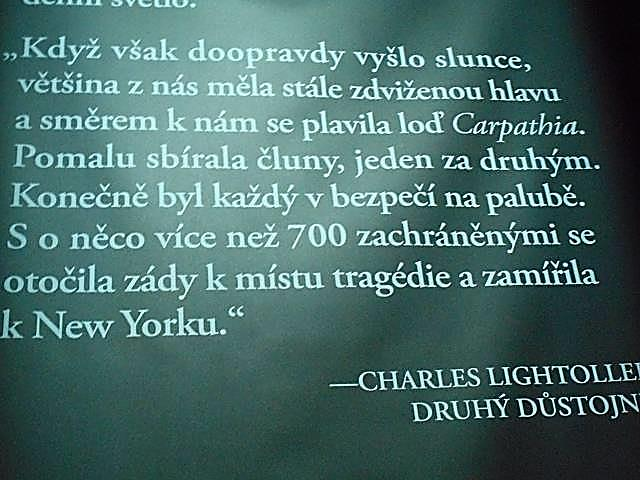 denní světlo.
„Když však doopravdy vyšlo slunce,
většina z nás měla stále zdviženou hlavu
a směrem k nám se plavila loď Carpathia.
Pomalu sbírala čluny, jeden za druhým.
Konečně byl každý v bezpečí na palubě.
S o něco více než 700 zachráněnými se
otočila zády k místu tragédie a zamířila
k New Yorku.“
—CHARLES LIGHTOLLE
DRUHÝ DŮSTOJN